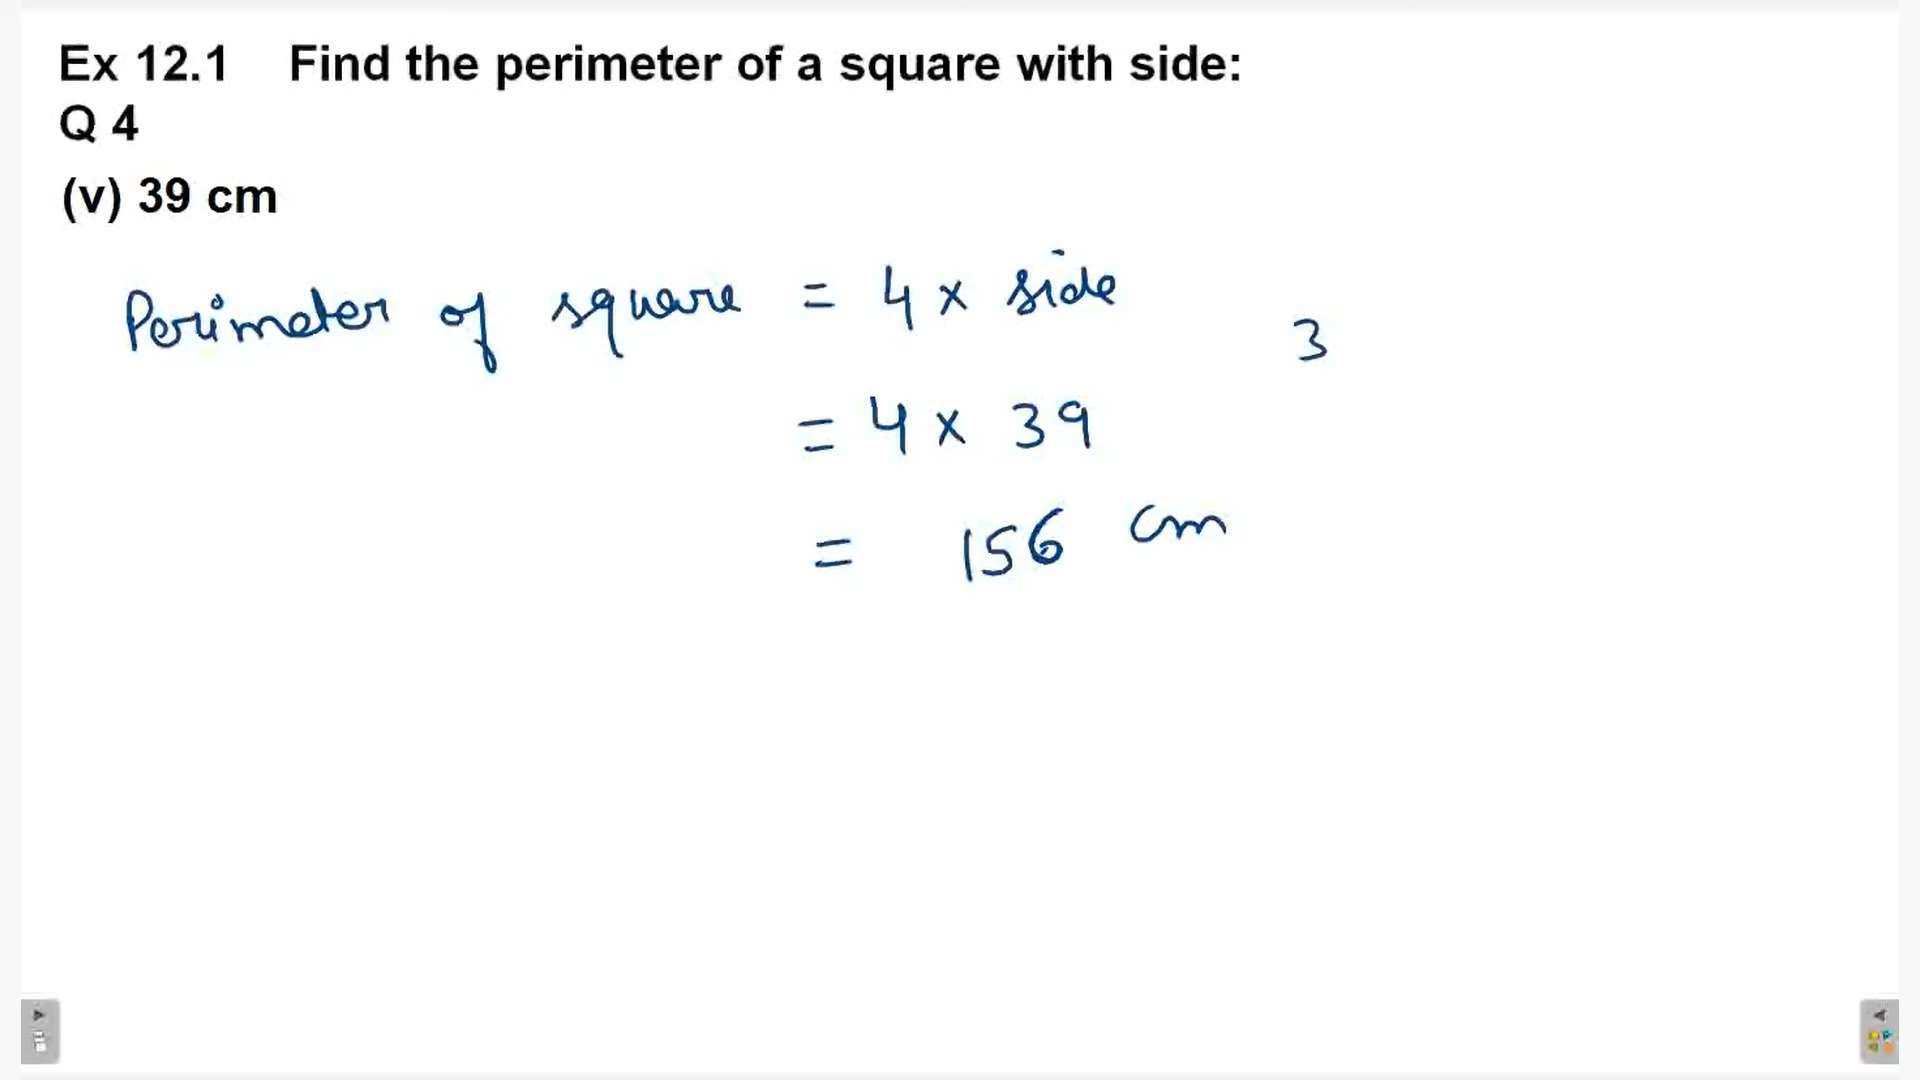 Ex 12.1 Find the perimeter of a square with side:
Q 4
(v) 39 cm
Perimeter of square = 4 × side
3
= 4 × 39
= 156 cm